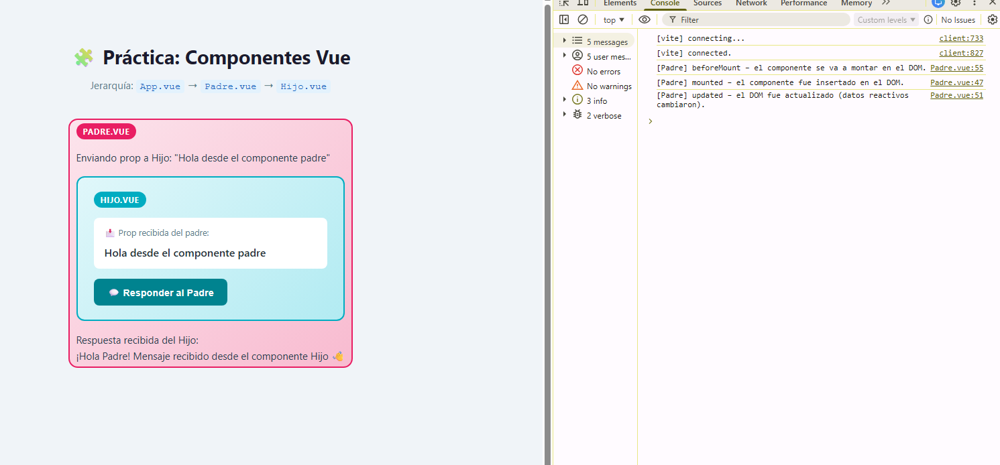 Práctica: Componentes Vue
Jerarquía: App.vue → Padre.vue → Hijo.vue
PADRE.VUE
Enviando prop a Hijo: "Hola desde el componente padre"
HIJO.VUE
Prop recibida del padre:
Hola desde el componente padre
Responder al Padre
Respuesta recibida del Hijo:
¡Hola Padre! Mensaje recibido desde el componente Hijo
Elements Console Sources Network Performance Memory
top Filter Custom levels No Issues
5 messages
5 user mes...
No errors
No warnings
3 info
2 verbose
[vite] connecting... client:733
[vite] connected. client:827
[Padre] beforeMount – el componente se va a montar en el DOM. Padre.vue:55
[Padre] mounted – el componente fue insertado en el DOM. Padre.vue:47
[Padre] updated – el DOM fue actualizado (datos reactivos Padre.vue:51
cambiaron).